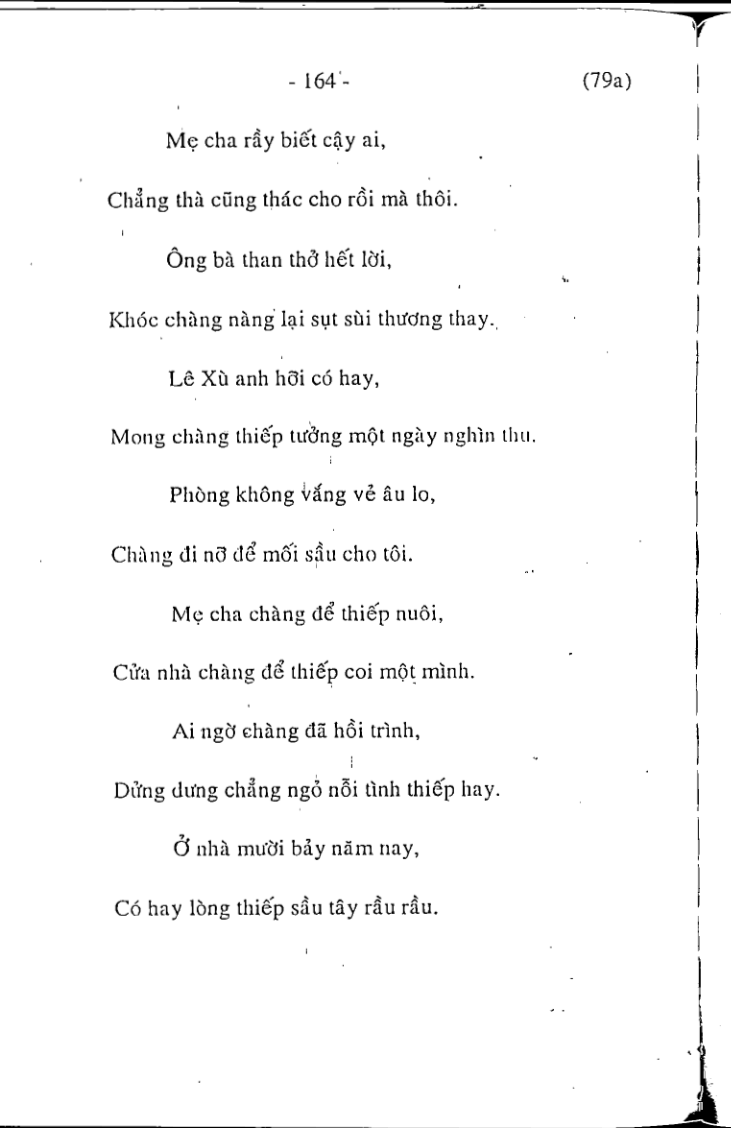 - 164 - (79a)
Mẹ cha rầy biết cậy ai,
Chẳng thà cũng thác cho rồi mà thôi.
Ông bà than thở hết lời,
Khóc chàng nàng lại sụt sùi thương thay.
Lê Xù anh hỡi có hay,
Mong chàng thiếp tưởng một ngày nghìn thu.
Phòng không vắng vẻ âu lo,
Chàng đi nỡ để mối sầu cho tôi.
Mẹ cha chàng để thiếp nuôi,
Cửa nhà chàng để thiếp coi một mình.
Ai ngờ chàng đã hồi trình,
Dửng dưng chẳng ngỏ nỗi tình thiếp hay.
Ở nhà mười bảy năm nay,
Có hay lòng thiếp sầu tây rầu rầu.